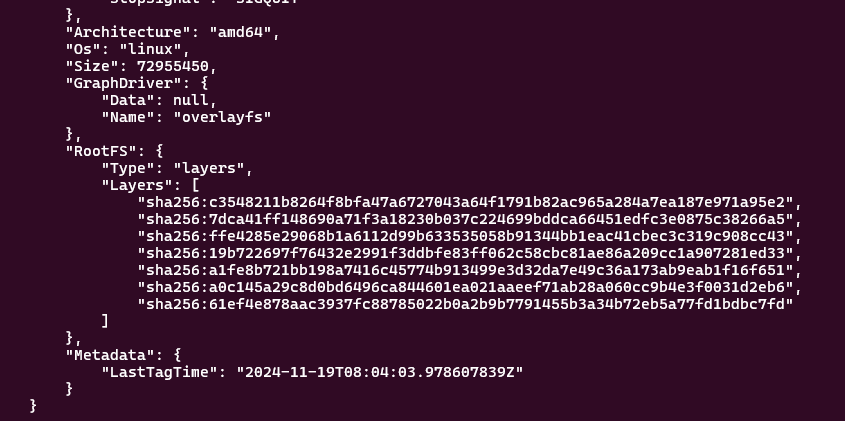 },
        "Architecture": "amd64",
        "Os": "linux",
        "Size": 72955450,
        "GraphDriver": {
            "Data": null,
            "Name": "overlayfs"
        },
        "RootFS": {
            "Type": "layers",
            "Layers": [
                "sha256:c3548211b8264f8bfa47a6727043a64f1791b82ac965a284a7ea187e971a95e2",
                "sha256:7dca41ff148690a71f3a18230b037c224699bddca66451edfc3e0875c38266a5",
                "sha256:ffe4285e29068b1a6112d99b633535058b91344bb1eac41cbec3c319c908cc43",
                "sha256:19b722697f76432e2991f3ddbfe83ff062c58cbc81ae86a209cc1a907281ed33",
                "sha256:a1fe8b721bb198a7416c45774b913499e3d32da7e49c36a173ab9eab1f16f651",
                "sha256:a0c145a29c8d0bd6496ca844601ea021aaeef71ab28a060cc9b4e3f0031d2eb6",
                "sha256:61ef4e878aac3937fc88785022b0a2b9b7791455b3a34b72eb5a77fd1bdbc7fd"
            ]
        },
        "Metadata": {
            "LastTagTime": "2024-11-19T08:04:03.978607839Z"
        }
    }